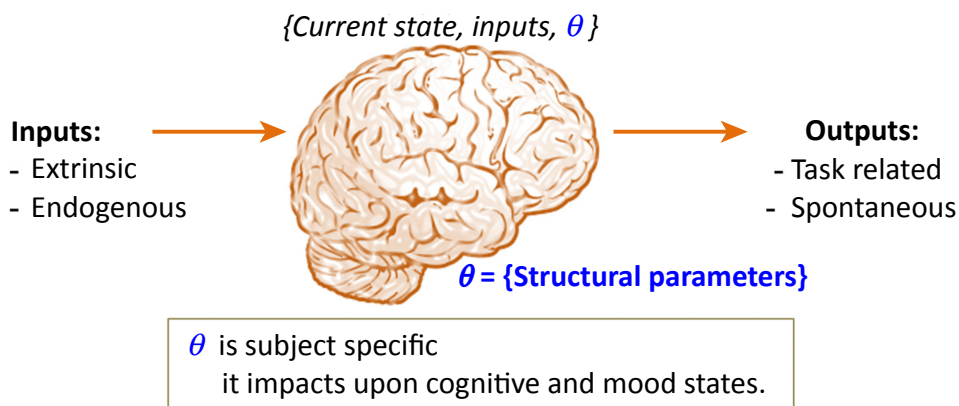 {Current state, inputs, θ }
Inputs:
- Extrinsic
- Endogenous
Outputs:
- Task related
- Spontaneous
θ = {Structural parameters}
θ is subject specific
it impacts upon cognitive and mood states.